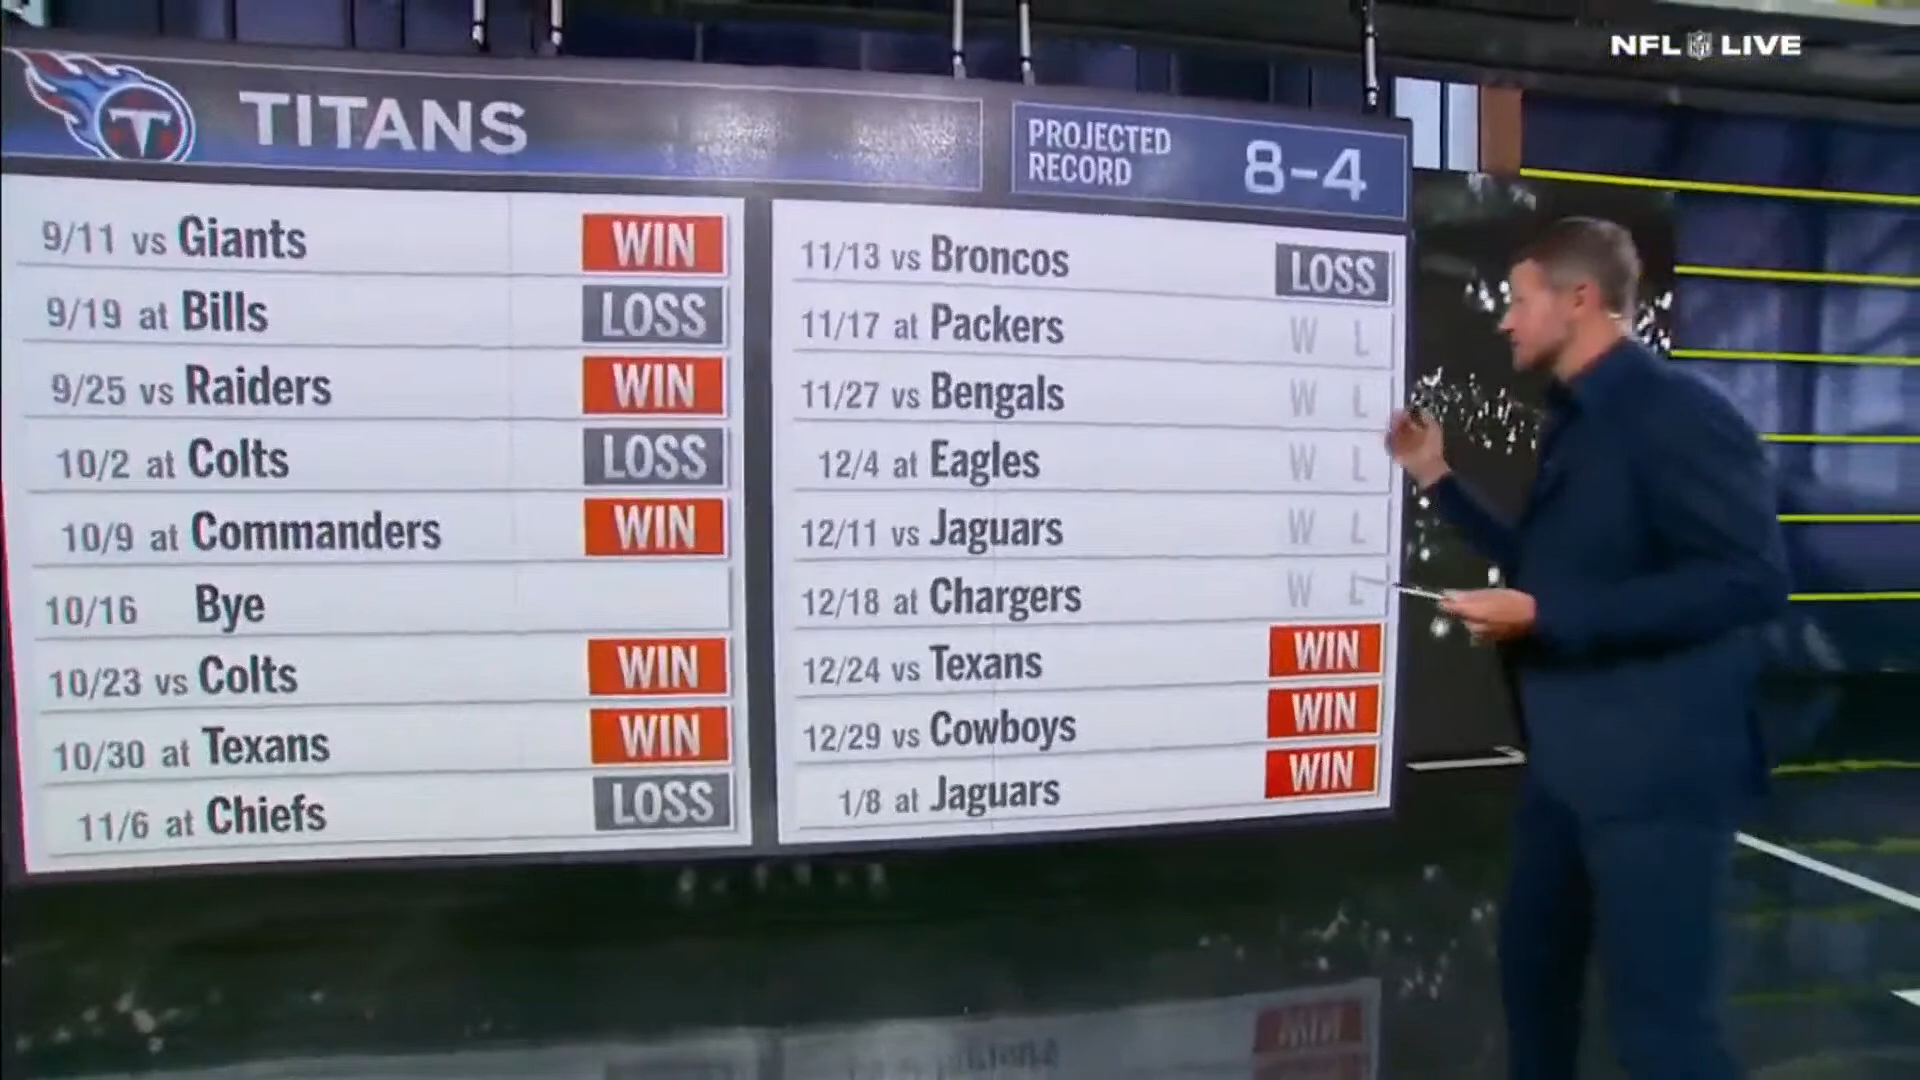 NFL LIVE
TITANS
PROJECTED
RECORD
8-4
9/11 vs Giants WIN
9/19 at Bills LOSS
9/25 vs Raiders WIN
10/2 at Colts LOSS
10/9 at Commanders WIN
10/16 Bye
10/23 vs Colts WIN
10/30 at Texans WIN
11/6 at Chiefs LOSS
11/13 vs Broncos LOSS
11/17 at Packers W L
11/27 vs Bengals W L
12/4 at Eagles W L
12/11 vs Jaguars W L
12/18 at Chargers W L
12/24 vs Texans WIN
12/29 vs Cowboys WIN
1/8 at Jaguars WIN